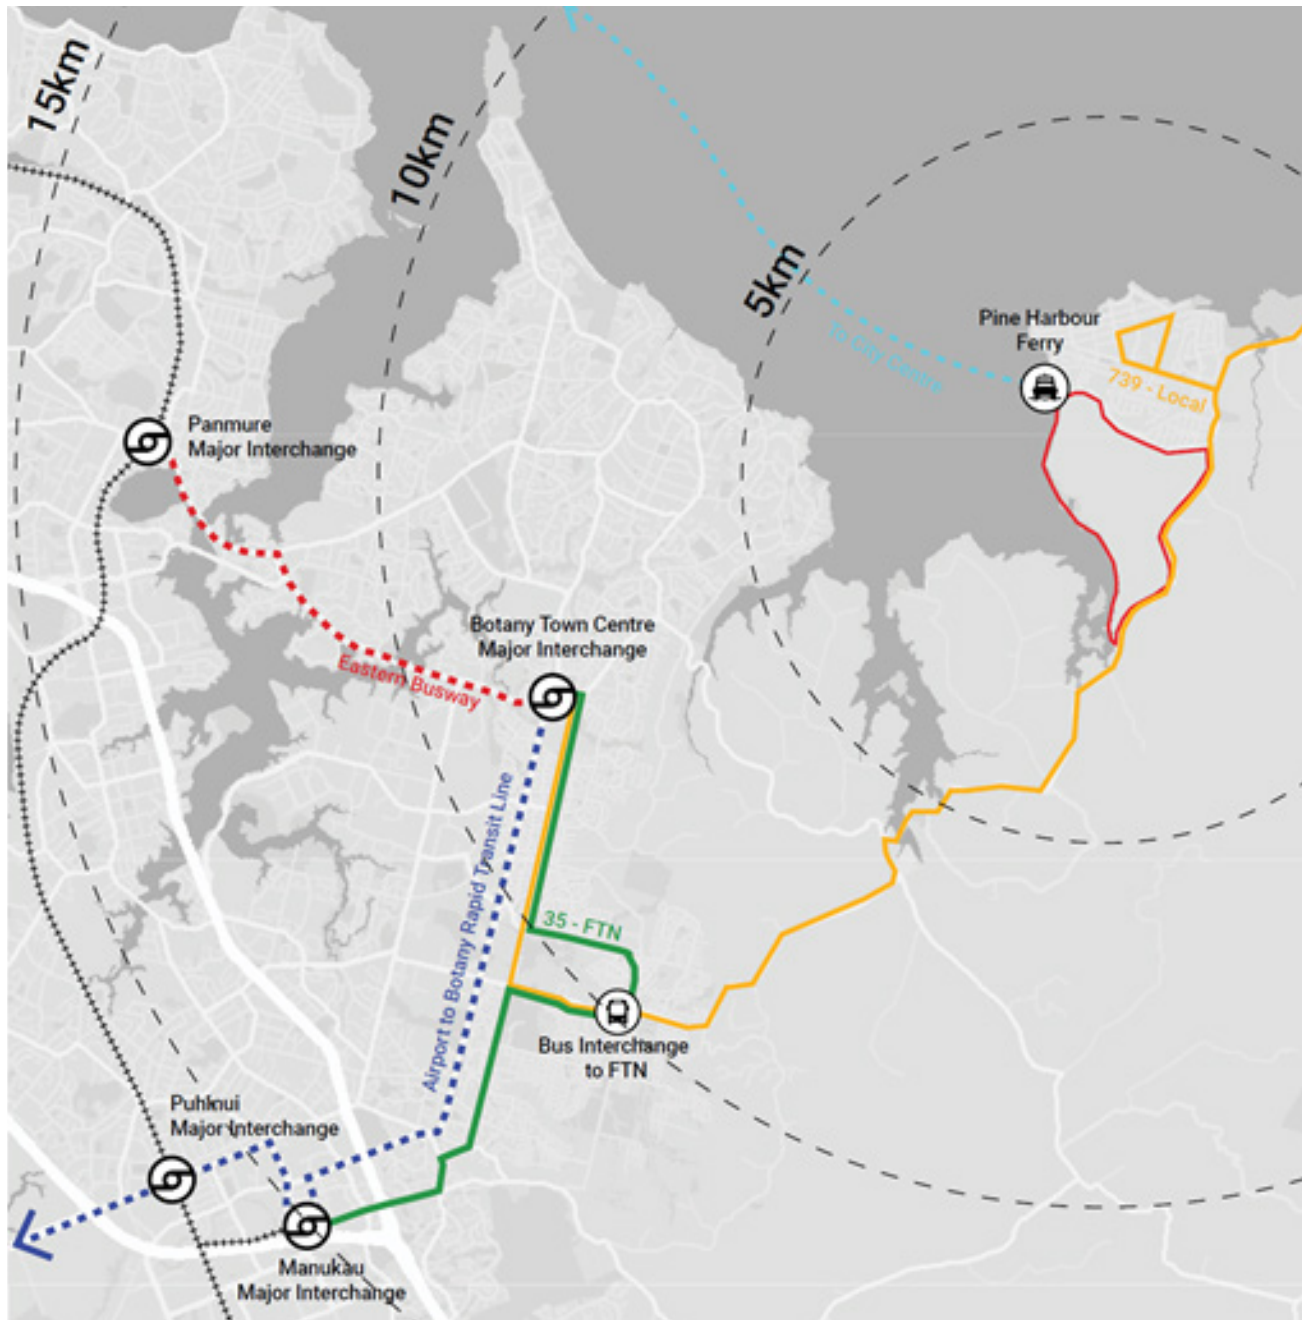 15km
10km
5km
To City Centre
Pine Harbour
Ferry
739 - Local
Panmure
Major Interchange
Botany Town Centre
Major Interchange
Eastern Busway
Airport to Botany Rapid Transit Line
35 - FTN
Bus Interchange
to FTN
Puhknui
Major Interchange
Manukau
Major Interchange